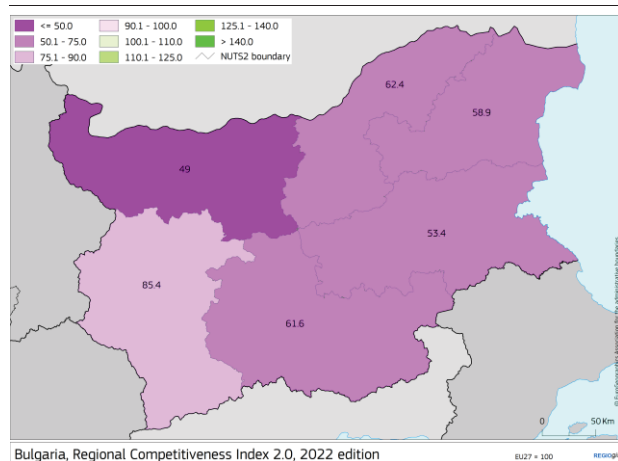 <= 50.0
50.1 - 75.0
75.1 - 90.0
90.1 - 100.0
100.1 - 110.0
110.1 - 125.0
125.1 - 140.0
> 140.0
NUTS2 boundary
62.4
58.9
49
53.4
85.4
61.6
0 50 Km
Bulgaria, Regional Competitiveness Index 2.0, 2022 edition
EU27 = 100